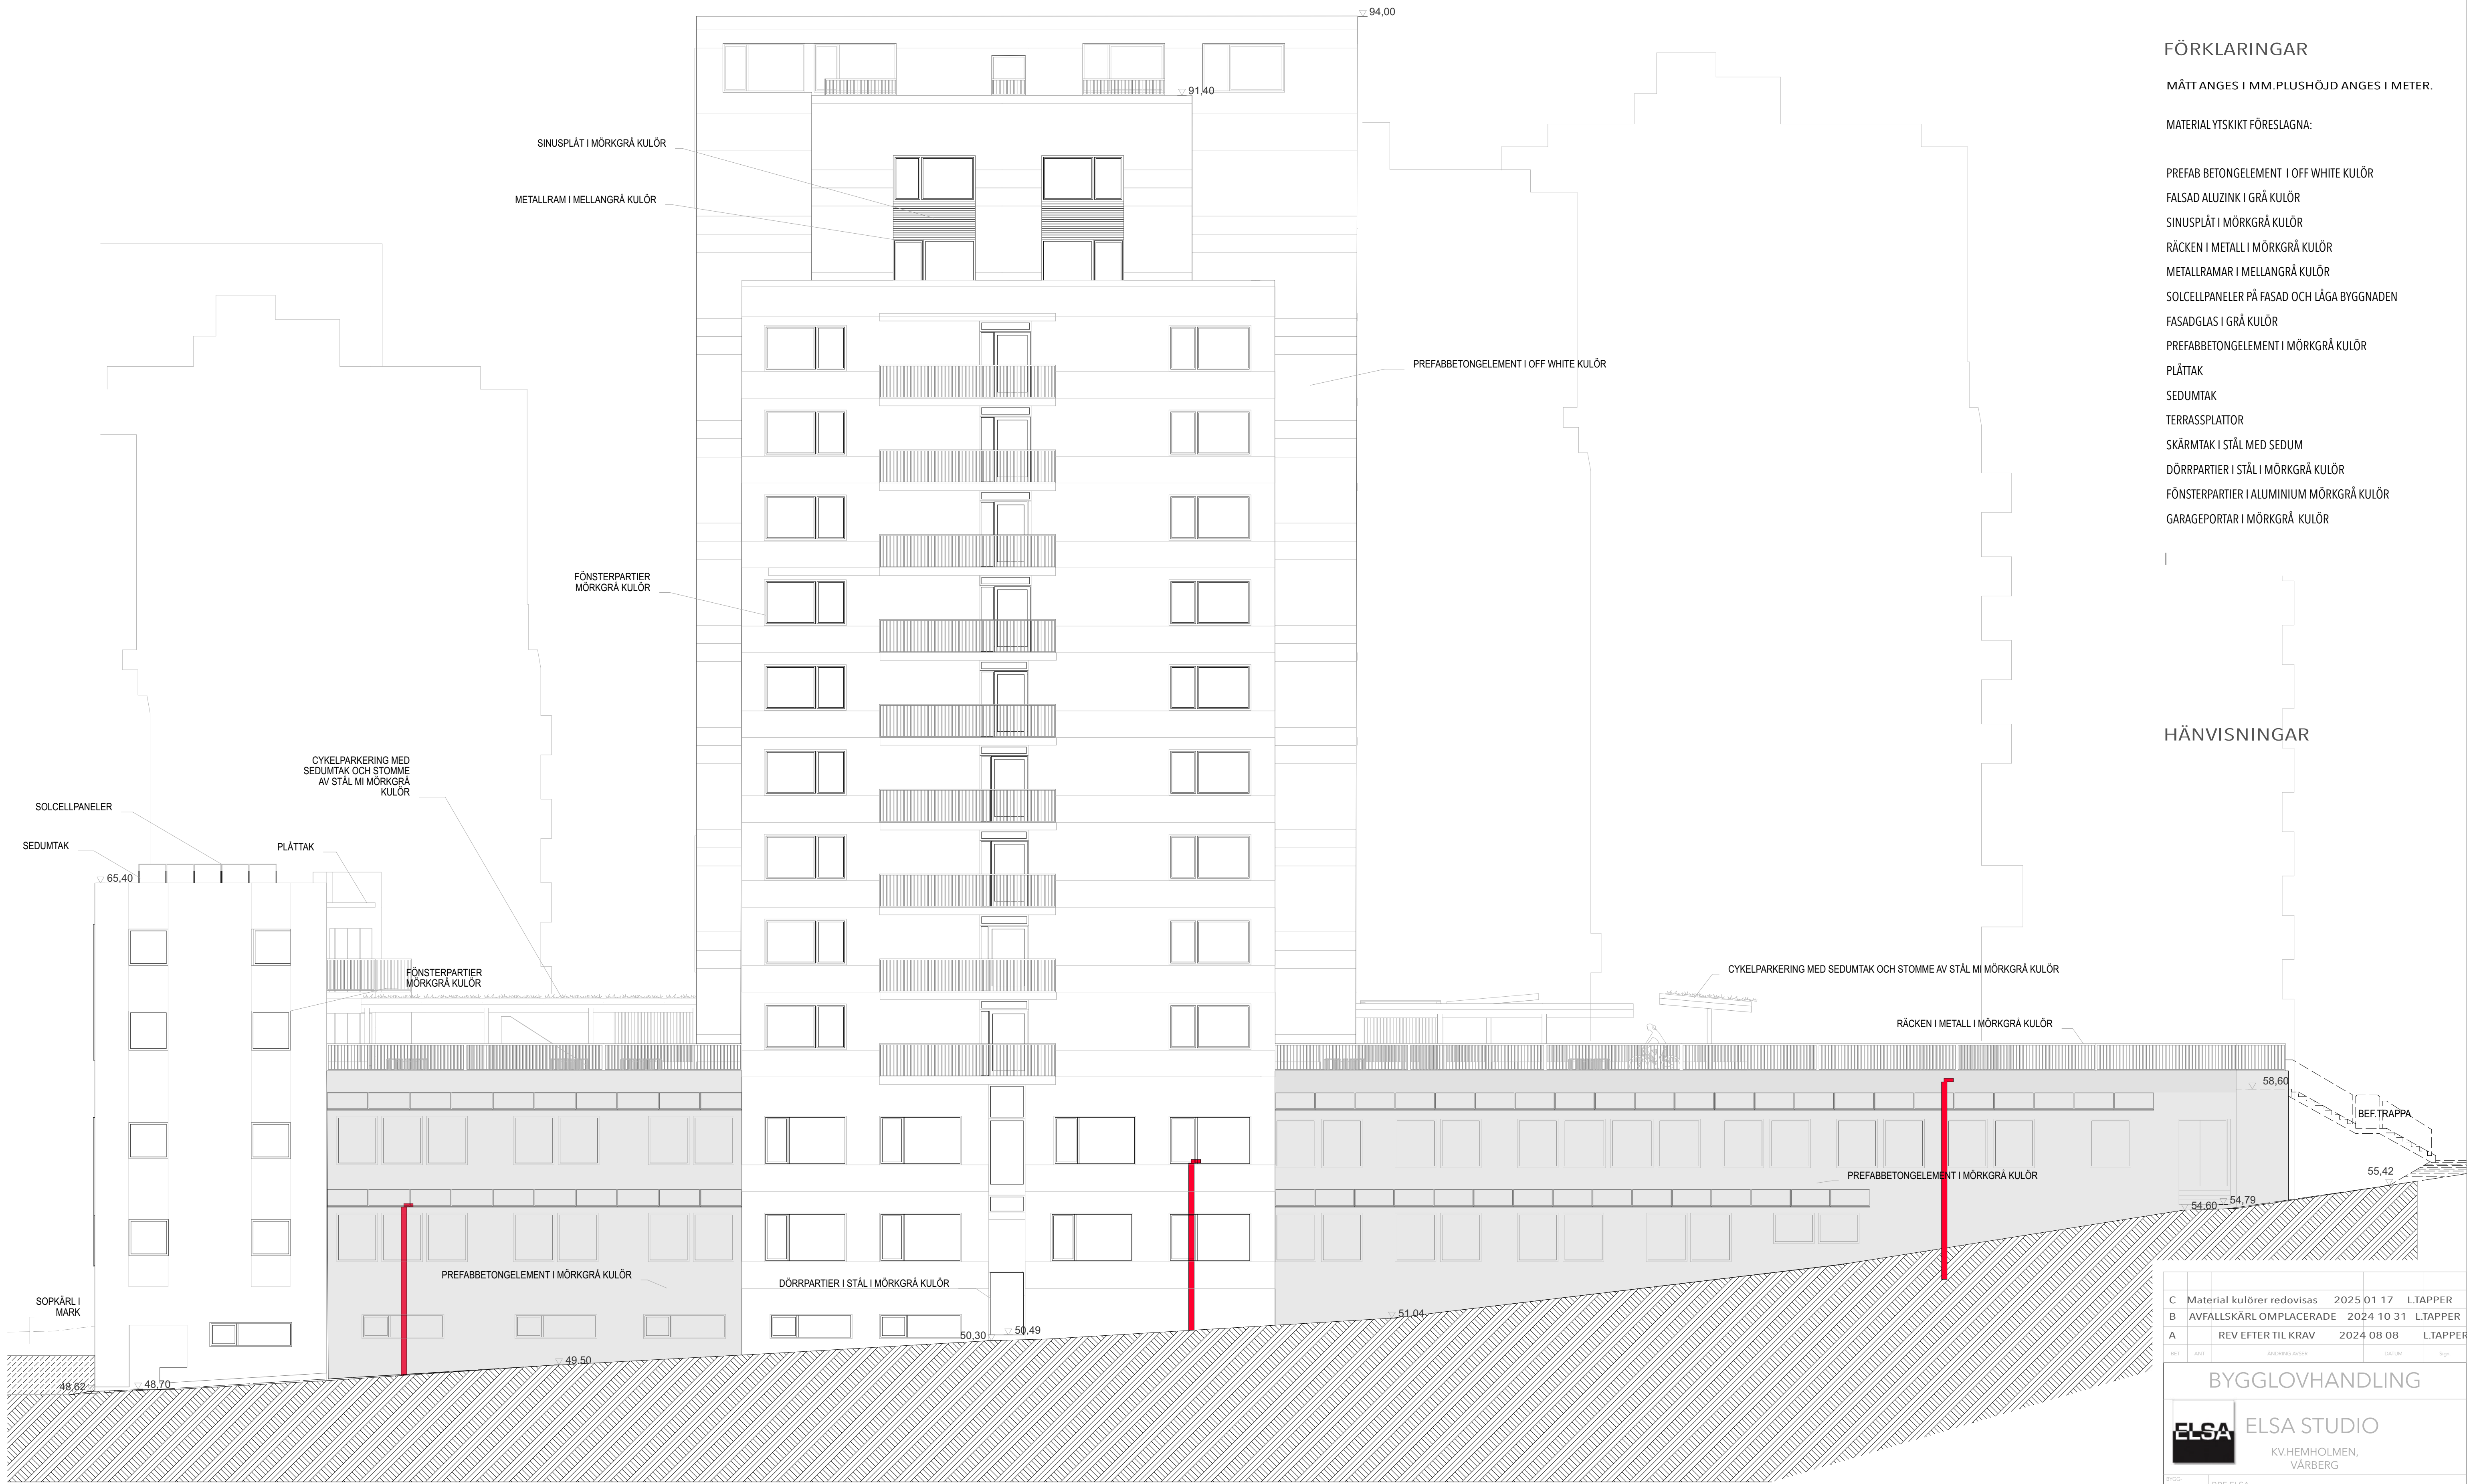 94,00
91,40
SINUSPLÅT I MÖRKGRÅ KULÖR
METALLRAM I MELLANGRÅ KULÖR
PREFABBETONGELEMENT I OFF WHITE KULÖR
FÖNSTERPARTIER
MÖRKGRÅ KULÖR
CYKELPARKERING MED
SEDUMTAK OCH STOMME
AV STÅL MI MÖRKGRÅ
KULÖR
SOLCELLPANELER
SEDUMTAK
PLÅTTAK
65,40
FÖNSTERPARTIER
MÖRKGRÅ KULÖR
CYKELPARKERING MED SEDUMTAK OCH STOMME AV STÅL MI MÖRKGRÅ KULÖR
RÄCKEN I METALL I MÖRKGRÅ KULÖR
58,60
BEF.TRAPPA
55,42
PREFABBETONGELEMENT I MÖRKGRÅ KULÖR
54,79
54,60
PREFABBETONGELEMENT I MÖRKGRÅ KULÖR
DÖRRPARTIER I STÅL I MÖRKGRÅ KULÖR
SOPKÄRL I
MARK
51,04
50,49
50,30
49,50
48,70
48,62
FÖRKLARINGAR
MÅTT ANGES I MM.PLUSHÖJD ANGES I METER.
MATERIAL YTSKIKT FÖRESLAGNA:
PREFAB BETONGELEMENT I OFF WHITE KULÖR
FALSAD ALUZINK I GRÅ KULÖR
SINUSPLÅT I MÖRKGRÅ KULÖR
RÄCKEN I METALL I MÖRKGRÅ KULÖR
METALLRAMAR I MELLANGRÅ KULÖR
SOLCELLPANELER PÅ FASAD OCH LÅGA BYGGNADEN
FASADGLAS I GRÅ KULÖR
PREFABBETONGELEMENT I MÖRKGRÅ KULÖR
PLÅTTAK
SEDUMTAK
TERRASSPLATTOR
SKÄRMTAK I STÅL MED SEDUM
DÖRRPARTIER I STÅL I MÖRKGRÅ KULÖR
FÖNSTERPARTIER I ALUMINIUM MÖRKGRÅ KULÖR
GARAGEPORTAR I MÖRKGRÅ KULÖR
HÄNVISNINGAR
C Material kulörer redovisas 2025 01 17 L.TAPPER
B AVFALLSKÄRL OMPLACERADE 2024 10 31 L.TAPPER
A REV EFTER TIL KRAV 2024 08 08 L.TAPPER
BET ANT ÄNDRING AVSER DATUM Sign
BYGGLOVHANDLING
ELSA
ELSA STUDIO
KV.HEMHOLMEN,
VÅRBERG